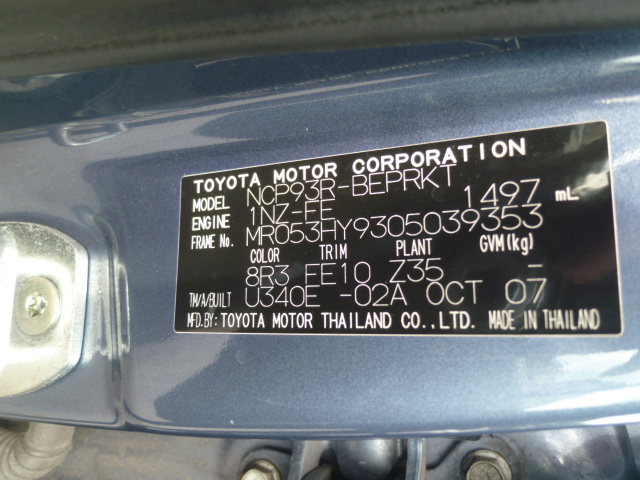 TOYOTA MOTOR CORPORATION
MODEL NCP93R-BEPRKT
ENGINE 1NZ-FE 1497 mL
FRAME No. MR053HY9305039353
COLOR TRIM PLANT GVM(kg)
8R3 FE10 Z35 -
TM/A/BUILT U340E -02A OCT 07
MFD.BY: TOYOTA MOTOR THAILAND CO.,LTD. MADE IN THAILAND